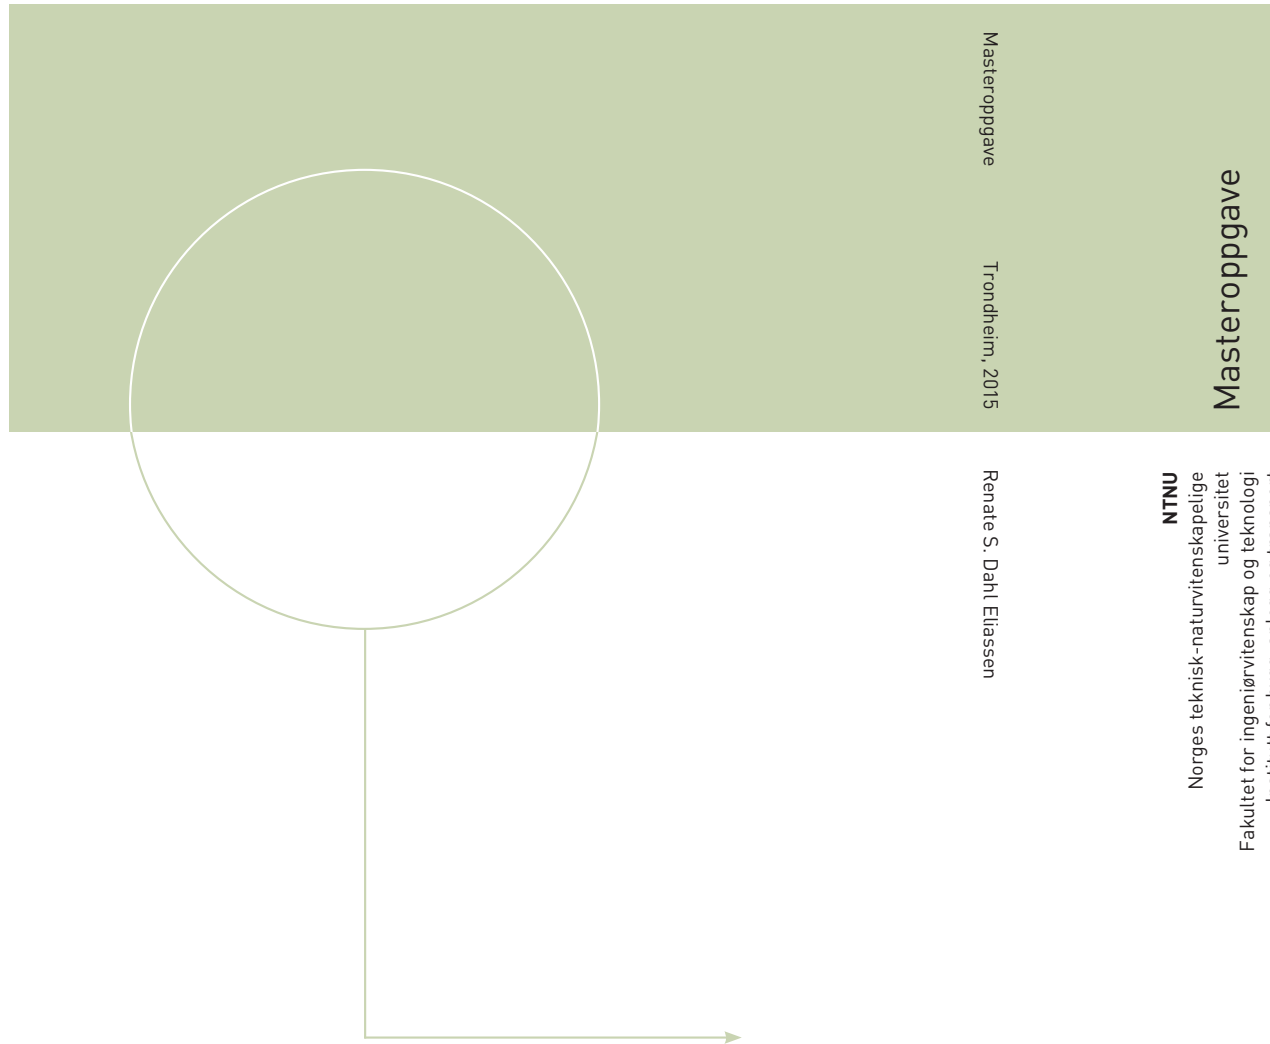 Masteroppgave
Trondheim, 2015
Renate S. Dahl Eliassen
Masteroppgave
NTNU
Norges teknisk-naturvitenskapelige
universitet
Fakultet for ingeniørvitenskap og teknologi